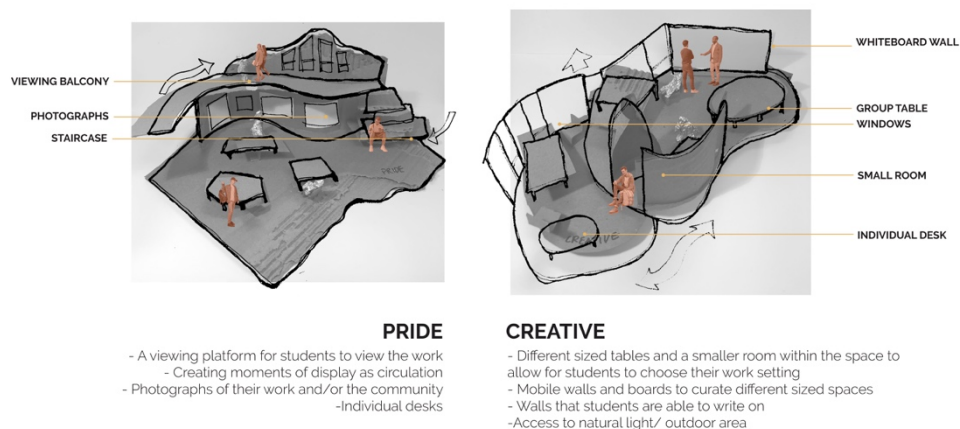 VIEWING BALCONY
PHOTOGRAPHS
STAIRCASE
PRIDE
WHITEBOARD WALL
GROUP TABLE
WINDOWS
SMALL ROOM
INDIVIDUAL DESK
CREATIVE
PRIDE
- A viewing platform for students to view the work
- Creating moments of display as circulation
- Photographs of their work and/or the community
-Individual desks
CREATIVE
- Different sized tables and a smaller room within the space to
allow for students to choose their work setting
- Mobile walls and boards to curate different sized spaces
- Walls that students are able to write on
-Access to natural light/ outdoor area